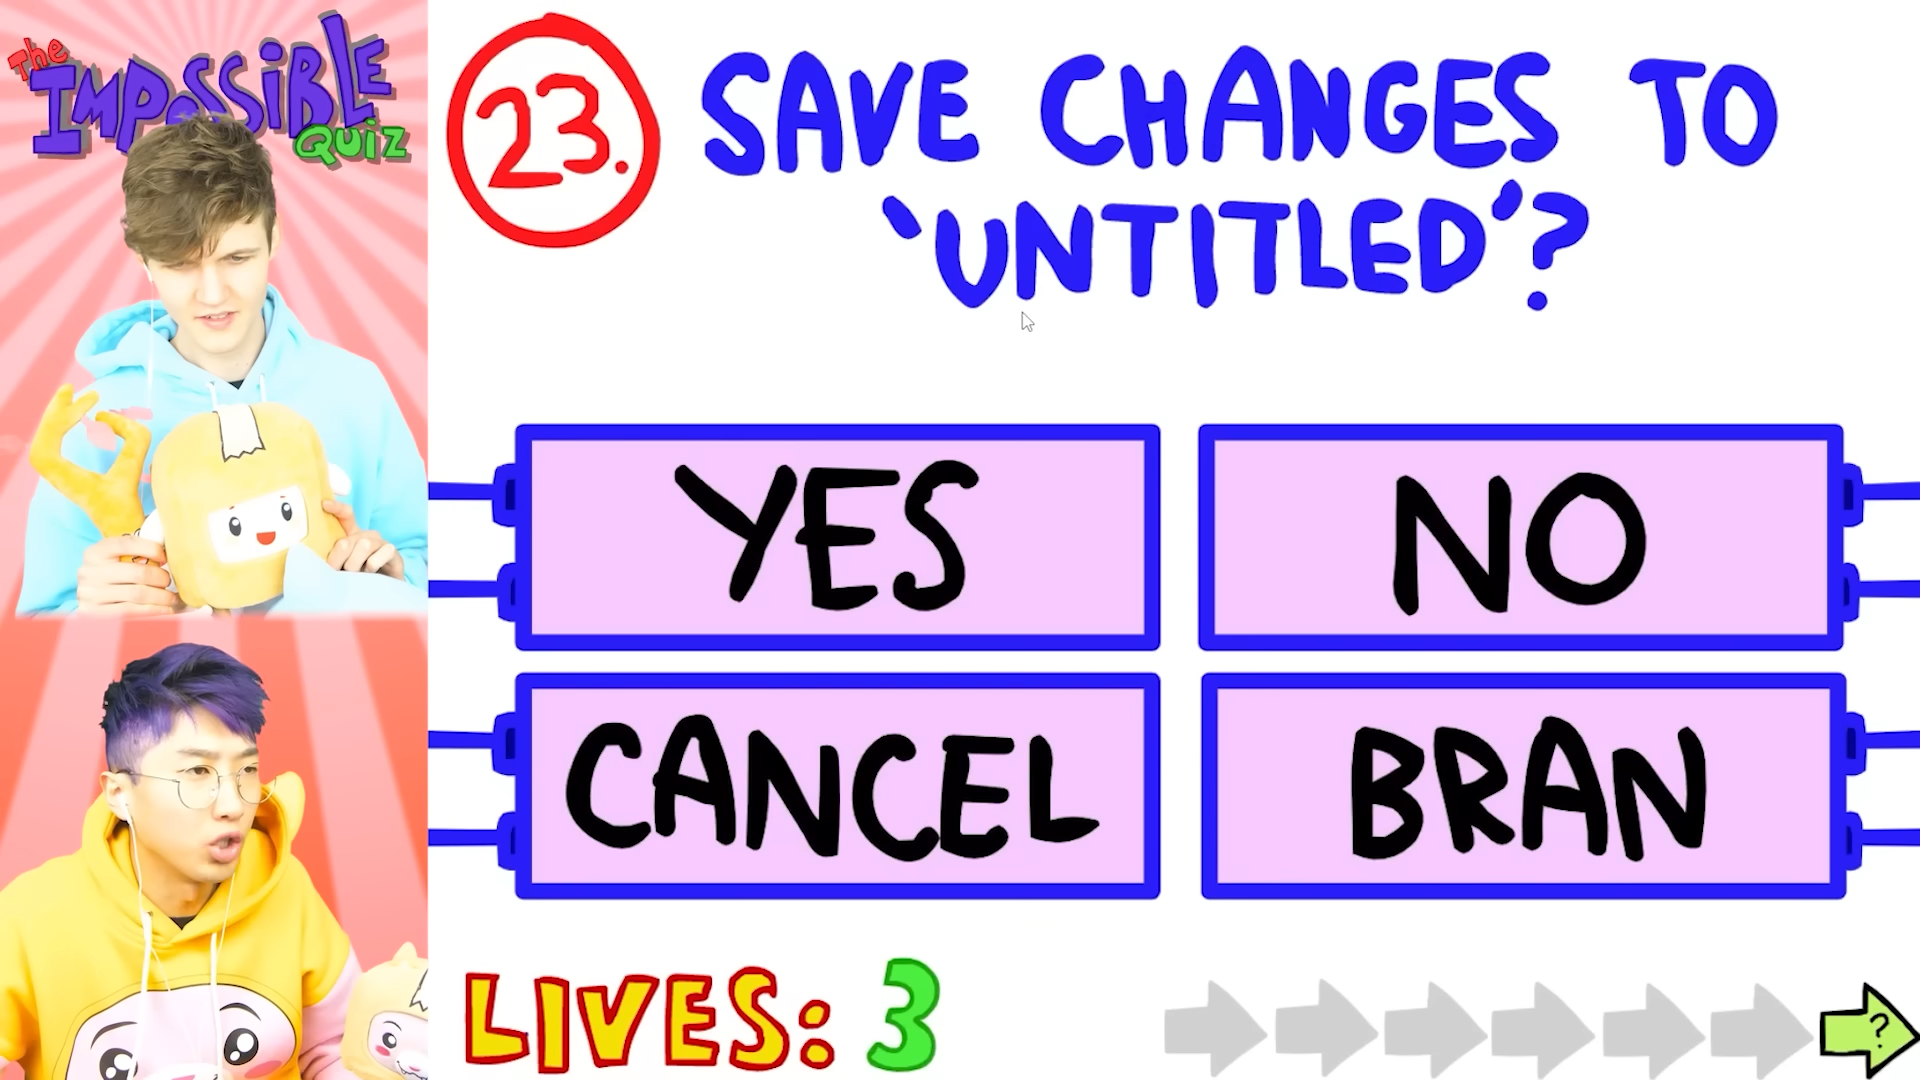 The
IMPOSSIBLE
QUIZ
23.
SAVE CHANGES TO
'UNTITLED'?
YES
NO
CANCEL
BRAN
LIVES: 3
?